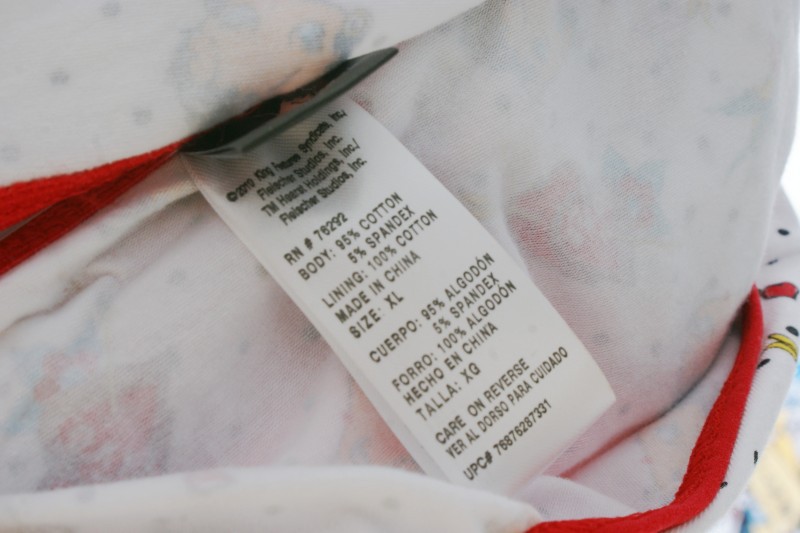 ©2010 King Features Syndicate, Inc./
Fleischer Studios, Inc.
TM Hearst Holdings, Inc./
Fleischer Studios, Inc.
RN # 76292
BODY: 95% COTTON
5% SPANDEX
LINING: 100% COTTON
MADE IN CHINA
SIZE: XL
CUERPO: 95% ALGODÓN
5% SPANDEX
FORRO: 100% ALGODÓN
HECHO EN CHINA
TALLA: XG
CARE ON REVERSE
VER AL DORSO PARA CUIDADO
UPC# 76876287331